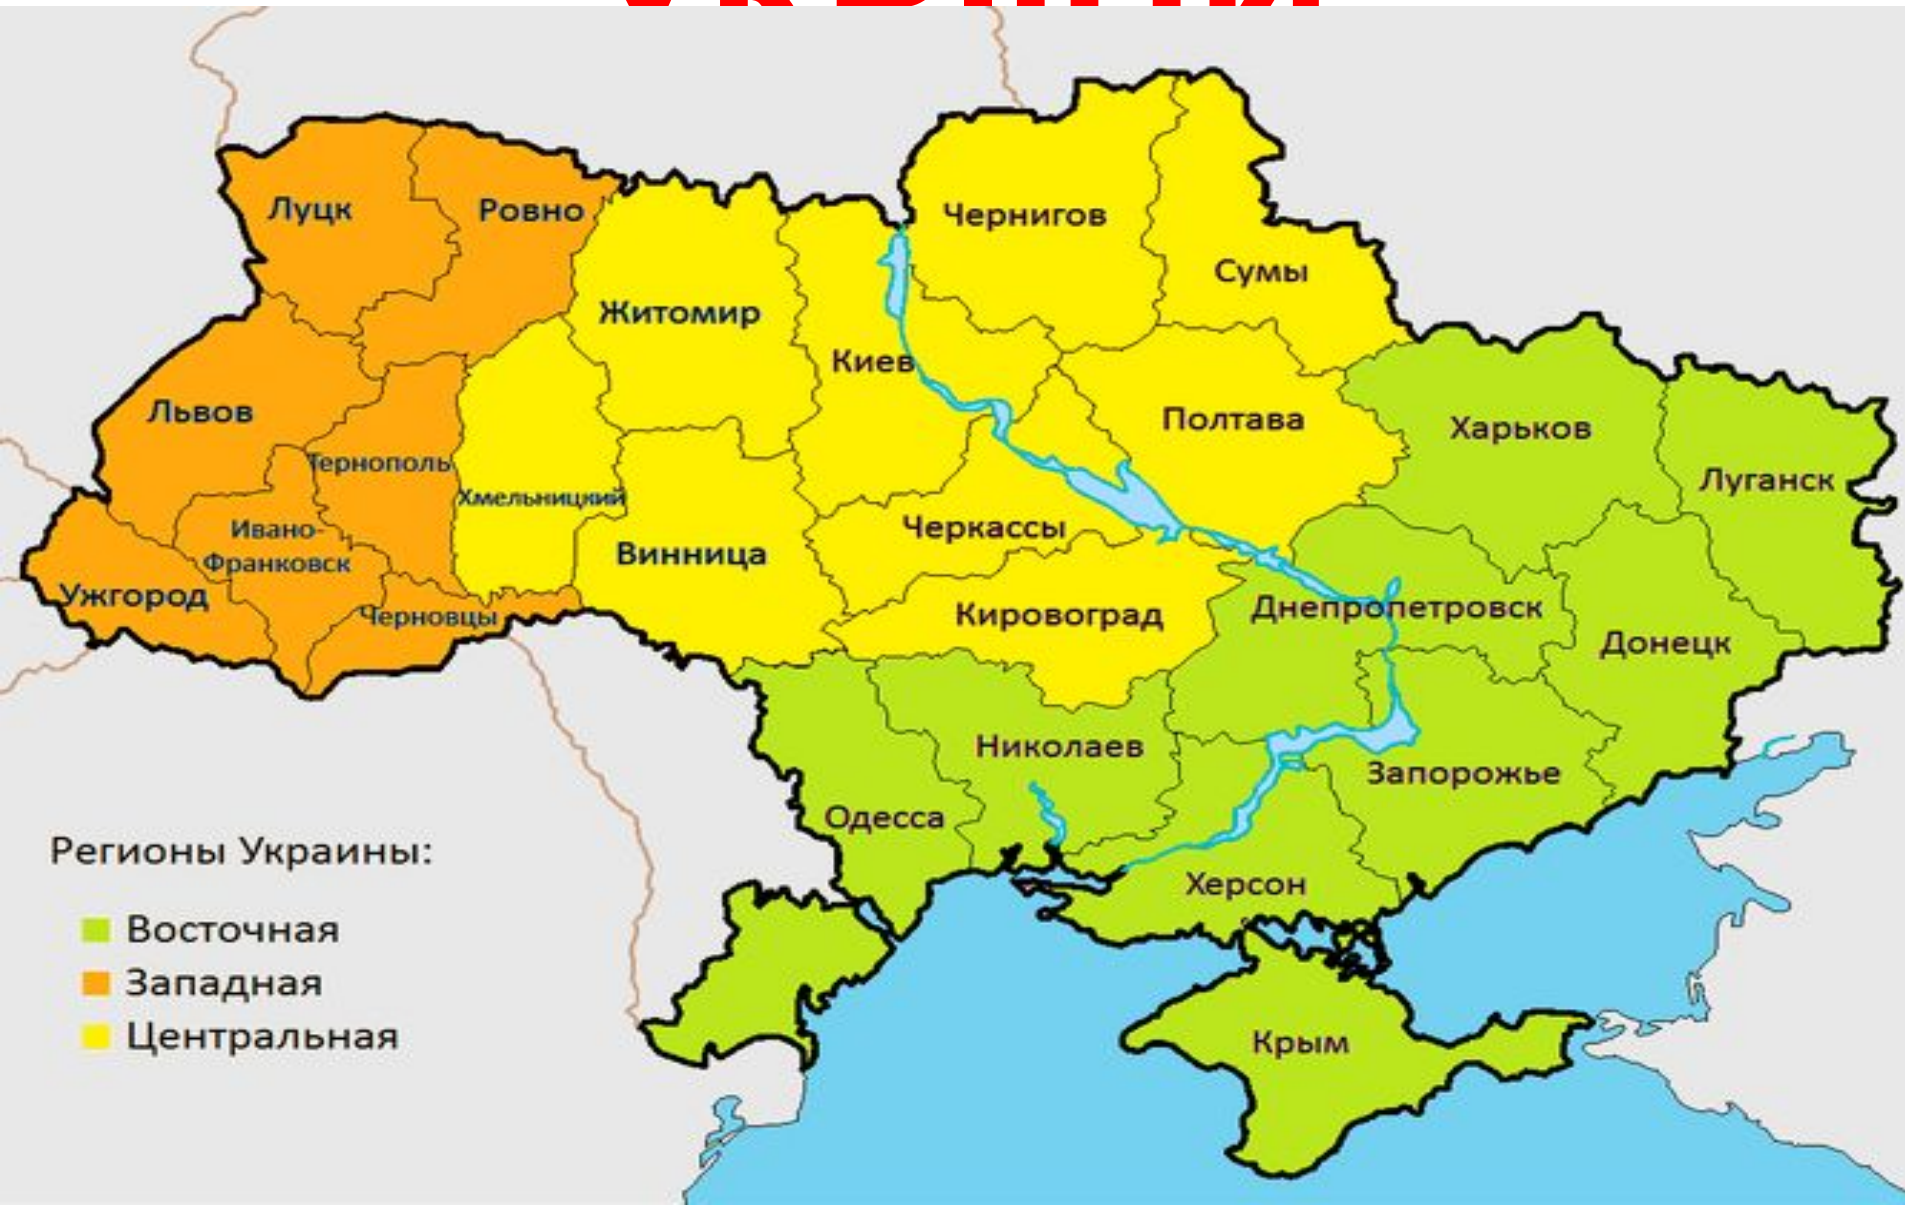 Луцк
Ровно
Чернигов
Сумы
Житомир
Киев
Львов
Полтава
Харьков
Тернополь
Луганск
Хмельницкий
Ивано-
Франковск
Черкассы
Винница
Ужгород
Черновцы
Кировоград
Днепропетровск
Донецк
Николаев
Запорожье
Одесса
Херсон
Крым
Регионы Украины:
Восточная
Западная
Центральная